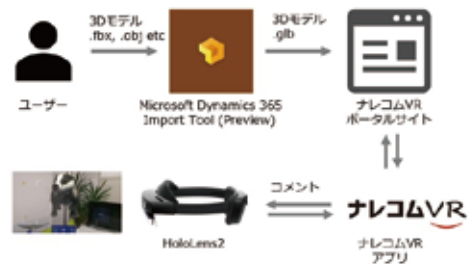 3Dモデル
.fbx, .obj etc
3Dモデル
.glb
ユーザー
Microsoft Dynamics 365
Import Tool (Preview)
ナレコムVR
ポータルサイト
コメント
ナレコムVR
HoloLens2
ナレコムVR
アプリ